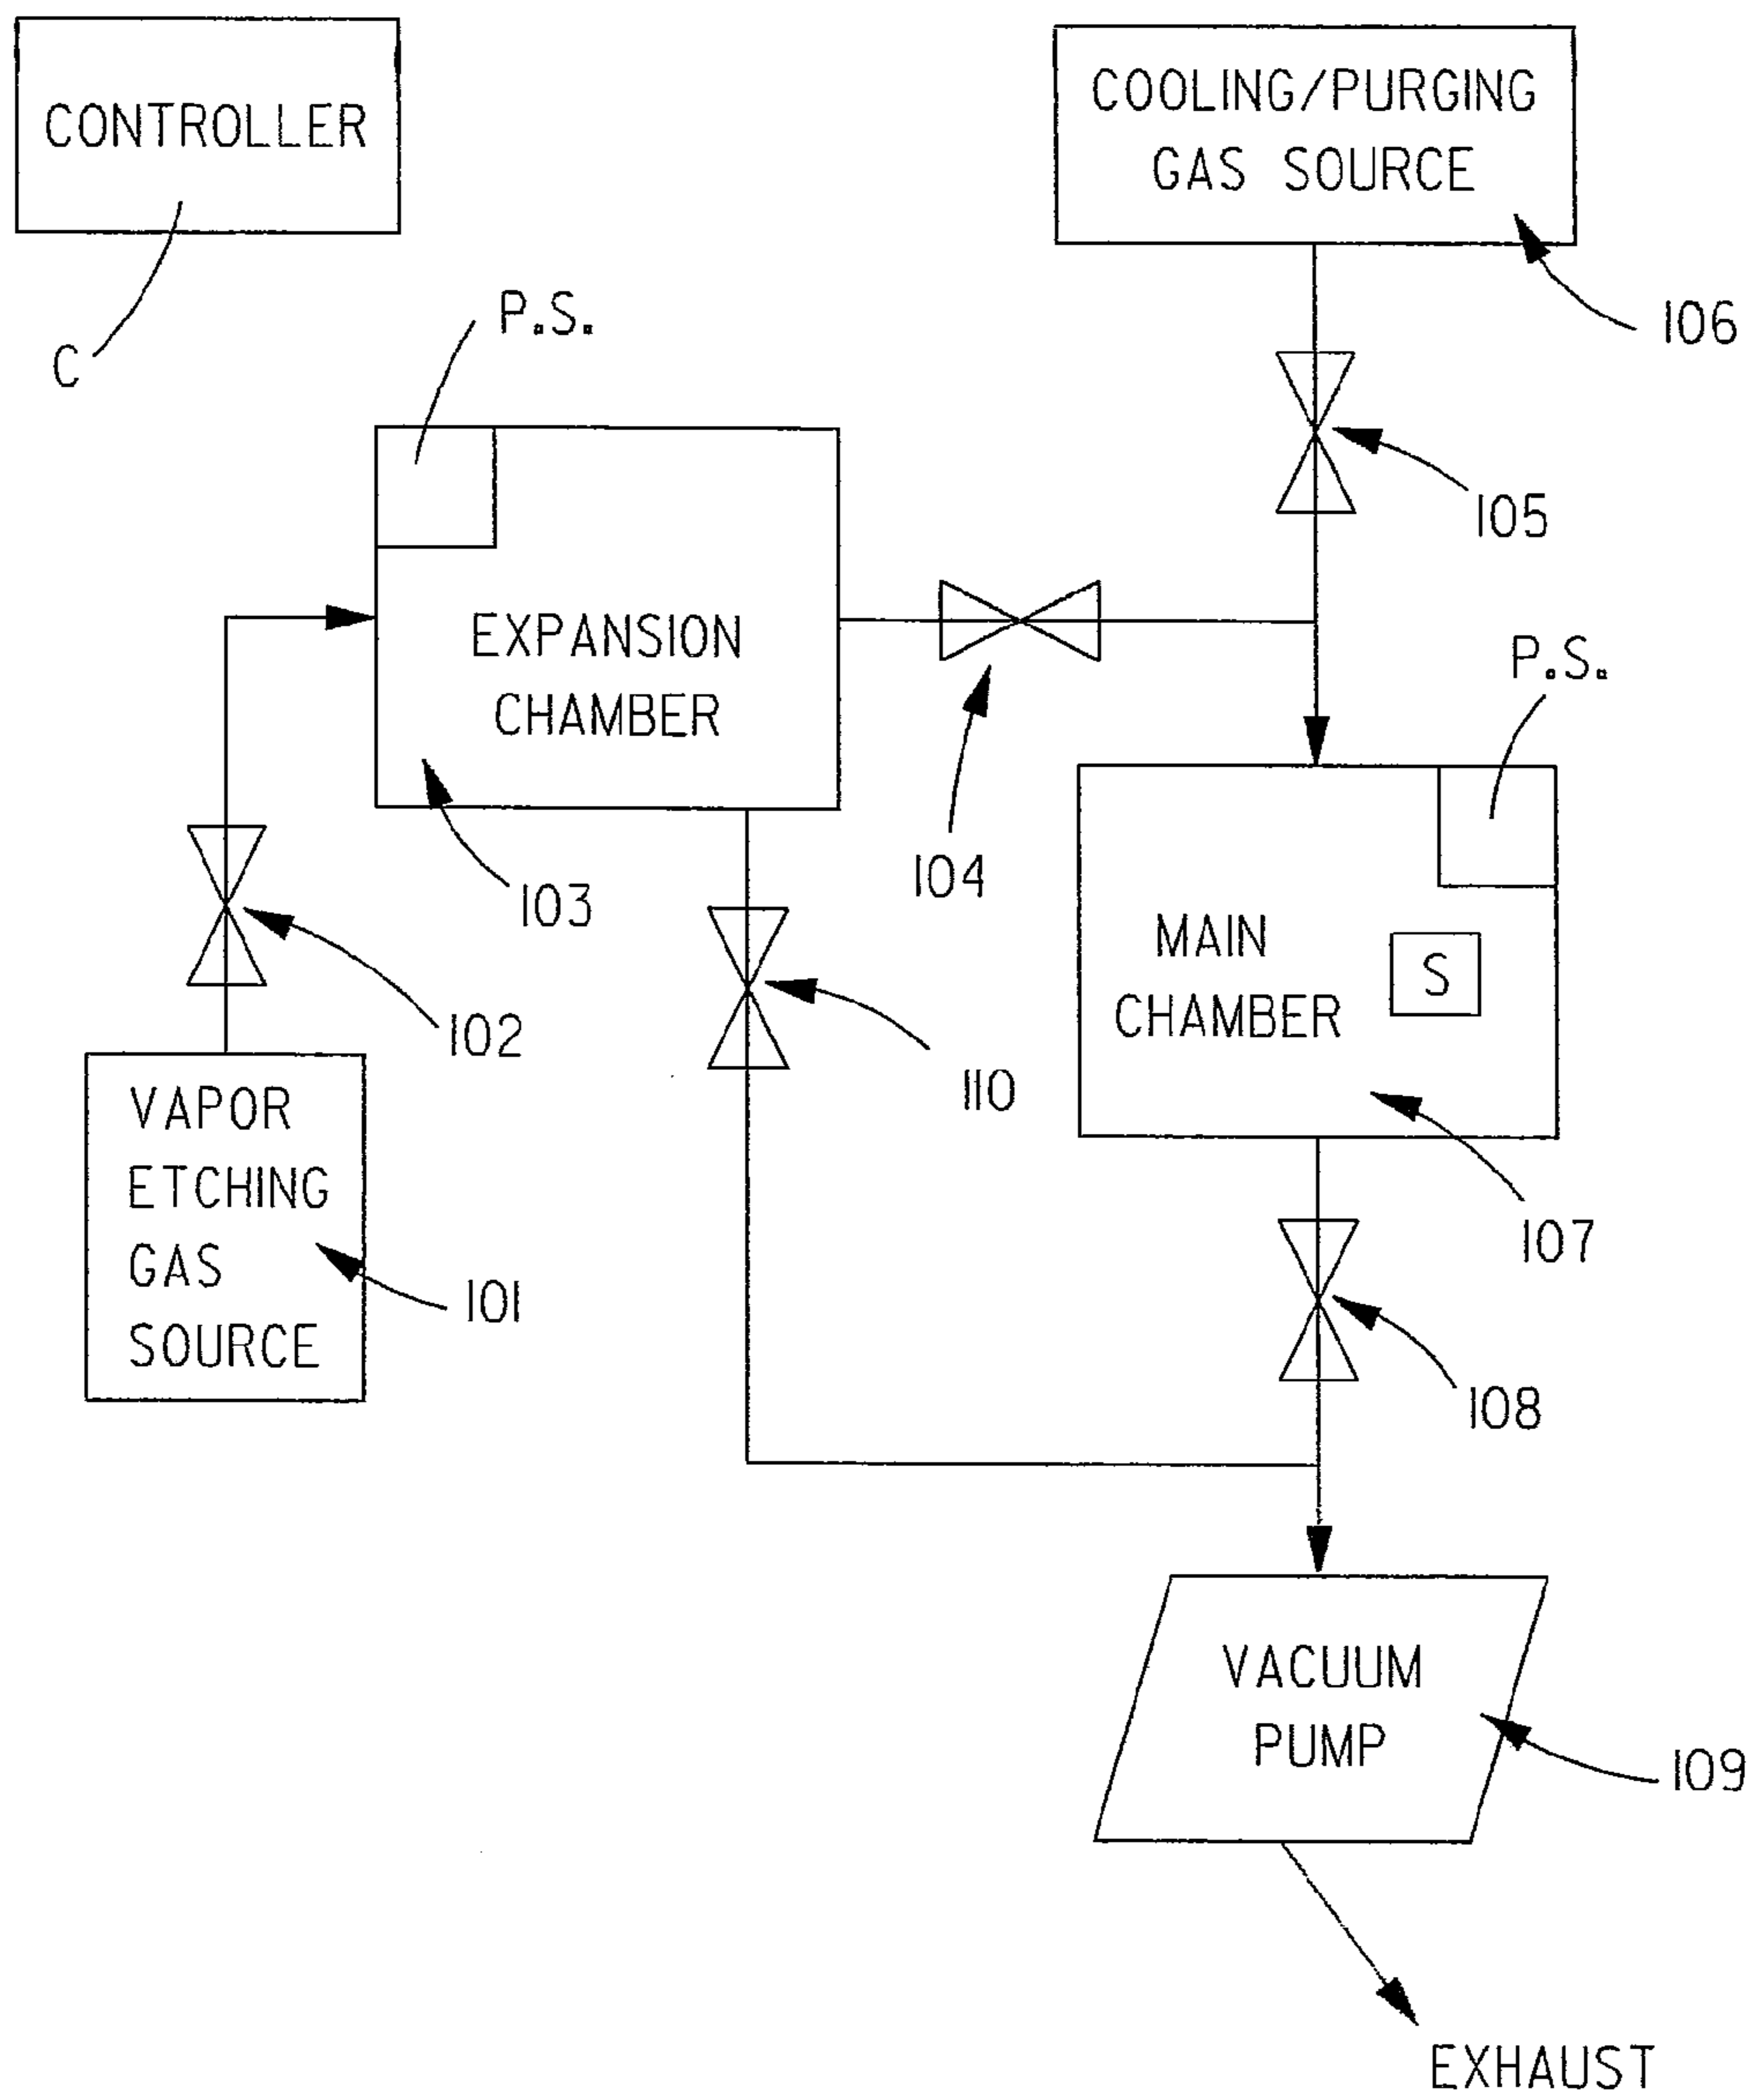 CONTROLLER
C
COOLING/PURGING
GAS SOURCE
106
P.S.
105
EXPANSION
CHAMBER
103
104
P.S.
102
110
MAIN
CHAMBER
S
107
VAPOR
ETCHING
GAS
SOURCE
101
108
VACUUM
PUMP
109
EXHAUST